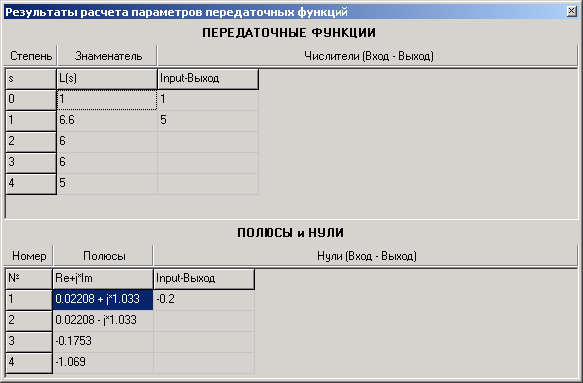 Результаты расчета параметров передаточных функций
ПЕРЕДАТОЧНЫЕ ФУНКЦИИ
Степень Знаменатель Числители (Вход - Выход)
s L(s) Input-Выход
0 1 1
1 6.6 5
2 6
3 6
4 5
ПОЛЮСЫ и НУЛИ
Номер Полюсы Нули (Вход - Выход)
№ Re+j*Im Input-Выход
1 0.02208 + j*1.033 -0.2
2 0.02208 - j*1.033
3 -0.1753
4 -1.069